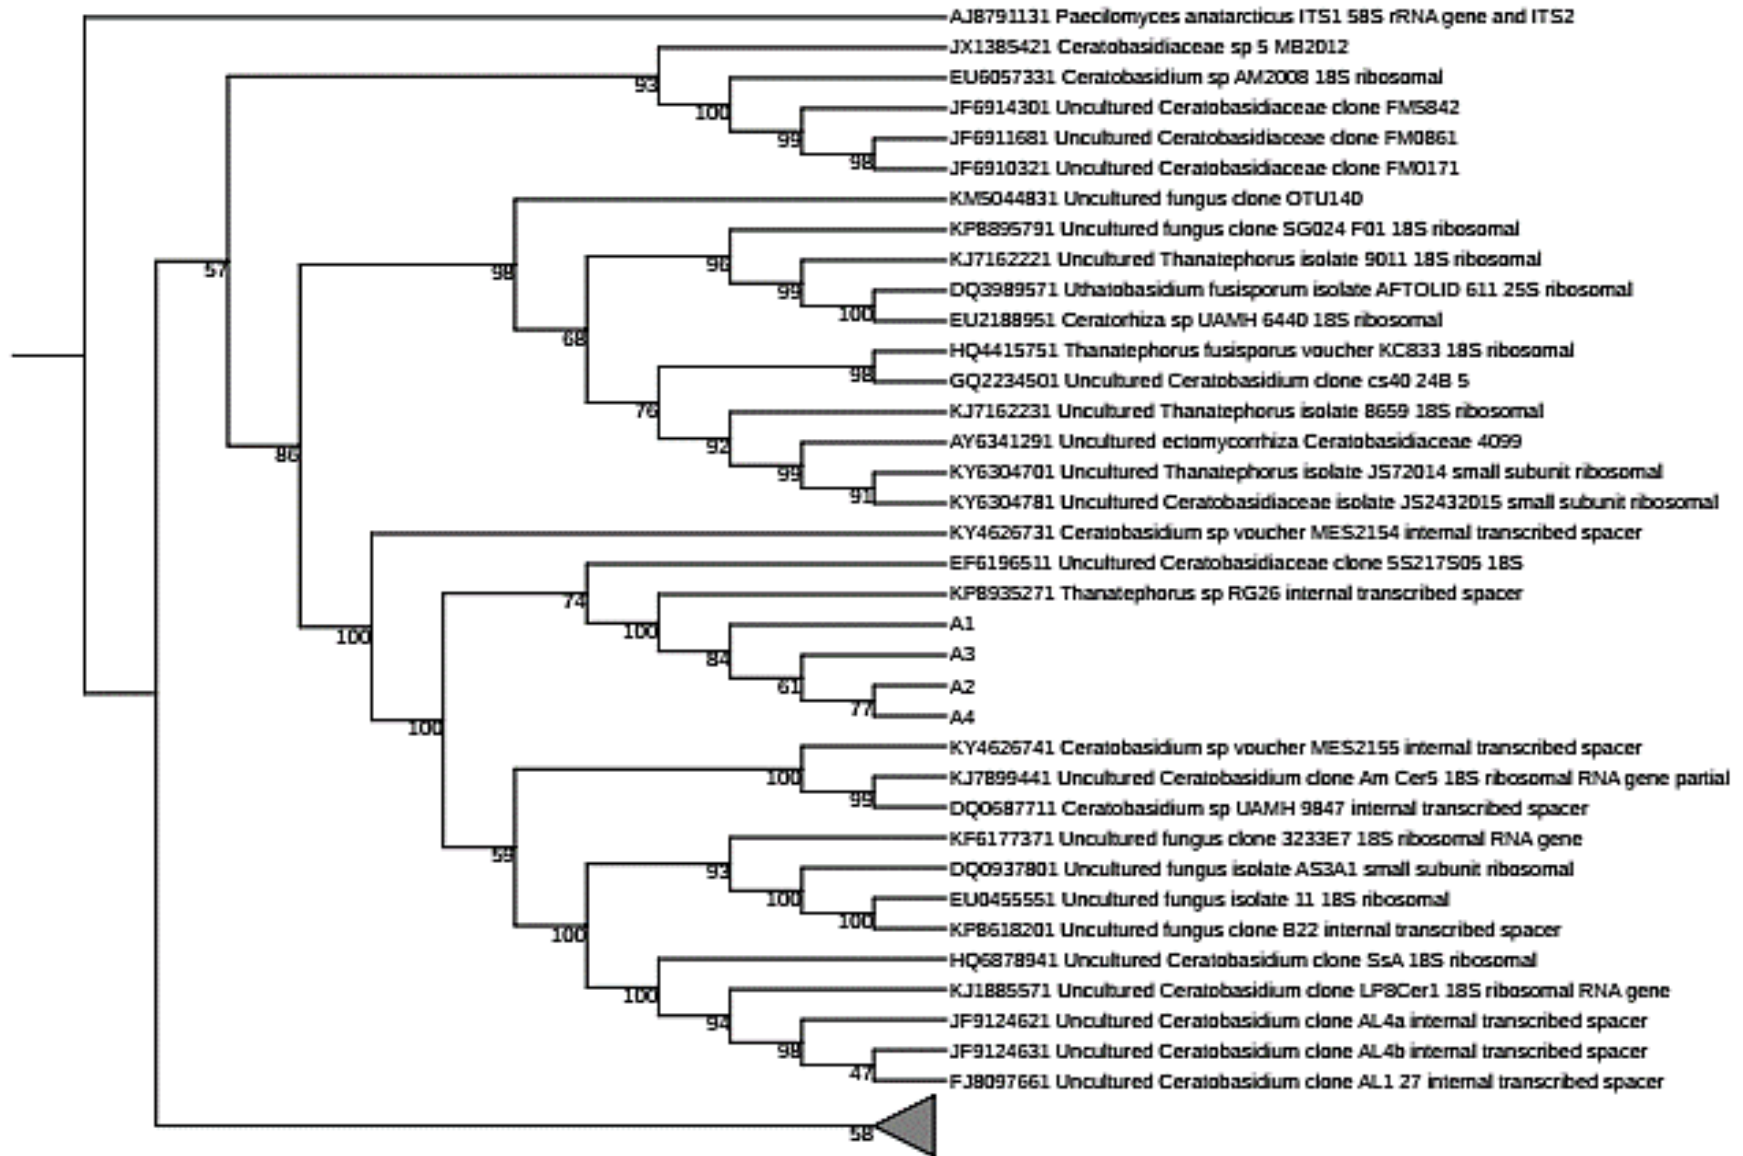 AJ8791131 Paecilomyces anatarcticus ITS1 58S rRNA gene and ITS2
JX1385421 Ceratobasidiaceae sp 5 MB2012
93
EU6057331 Ceratobasidium sp AM2008 18S ribosomal
100
JF6914301 Uncultured Ceratobasidiaceae clone FM5842
99
JF6911681 Uncultured Ceratobasidiaceae clone FM0861
98
JF6910321 Uncultured Ceratobasidiaceae clone FM0171
KM5044831 Uncultured fungus clone OTU140
KP8895791 Uncultured fungus clone SG024 F01 18S ribosomal
57
98
96
KJ7162221 Uncultured Thanatephorus isolate 9011 18S ribosomal
99
DQ3989571 Uthatobasidium fusisporum isolate AFTOLID 611 25S ribosomal
100
EU2188951 Ceratorhiza sp UAMH 6440 18S ribosomal
68
HQ4415751 Thanatephorus fusisporus voucher KC833 18S ribosomal
98
GQ2234501 Uncultured Ceratobasidium clone cs40 24B 5
76
KJ7162231 Uncultured Thanatephorus isolate 8659 18S ribosomal
92
AY6341291 Uncultured ectomycorrhiza Ceratobasidiaceae 4099
86
99
KY6304701 Uncultured Thanatephorus isolate JS72014 small subunit ribosomal
91
KY6304781 Uncultured Ceratobasidiaceae isolate JS2432015 small subunit ribosomal
KY4626731 Ceratobasidium sp voucher MES2154 internal transcribed spacer
EF6196511 Uncultured Ceratobasidiaceae clone 5S217S05 18S
74
KP8935271 Thanatephorus sp RG26 internal transcribed spacer
100
100
A1
84
A3
61
A2
77
A4
100
KY4626741 Ceratobasidium sp voucher MES2155 internal transcribed spacer
100
KJ7899441 Uncultured Ceratobasidium clone Am Cer5 18S ribosomal RNA gene partial
99
DQ0687711 Ceratobasidium sp UAMH 9847 internal transcribed spacer
KF6177371 Uncultured fungus clone 3233E7 18S ribosomal RNA gene
59
93
DQ0937801 Uncultured fungus isolate AS3A1 small subunit ribosomal
100
EU0455551 Uncultured fungus isolate 11 18S ribosomal
100
KP8618201 Uncultured fungus clone B22 internal transcribed spacer
100
HQ6878941 Uncultured Ceratobasidium clone SsA 18S ribosomal
100
KJ1885571 Uncultured Ceratobasidium clone LP8Cer1 18S ribosomal RNA gene
94
JF9124621 Uncultured Ceratobasidium clone AL4a internal transcribed spacer
98
JF9124631 Uncultured Ceratobasidium clone AL4b internal transcribed spacer
47
FJ8097661 Uncultured Ceratobasidium clone AL1 27 internal transcribed spacer
58